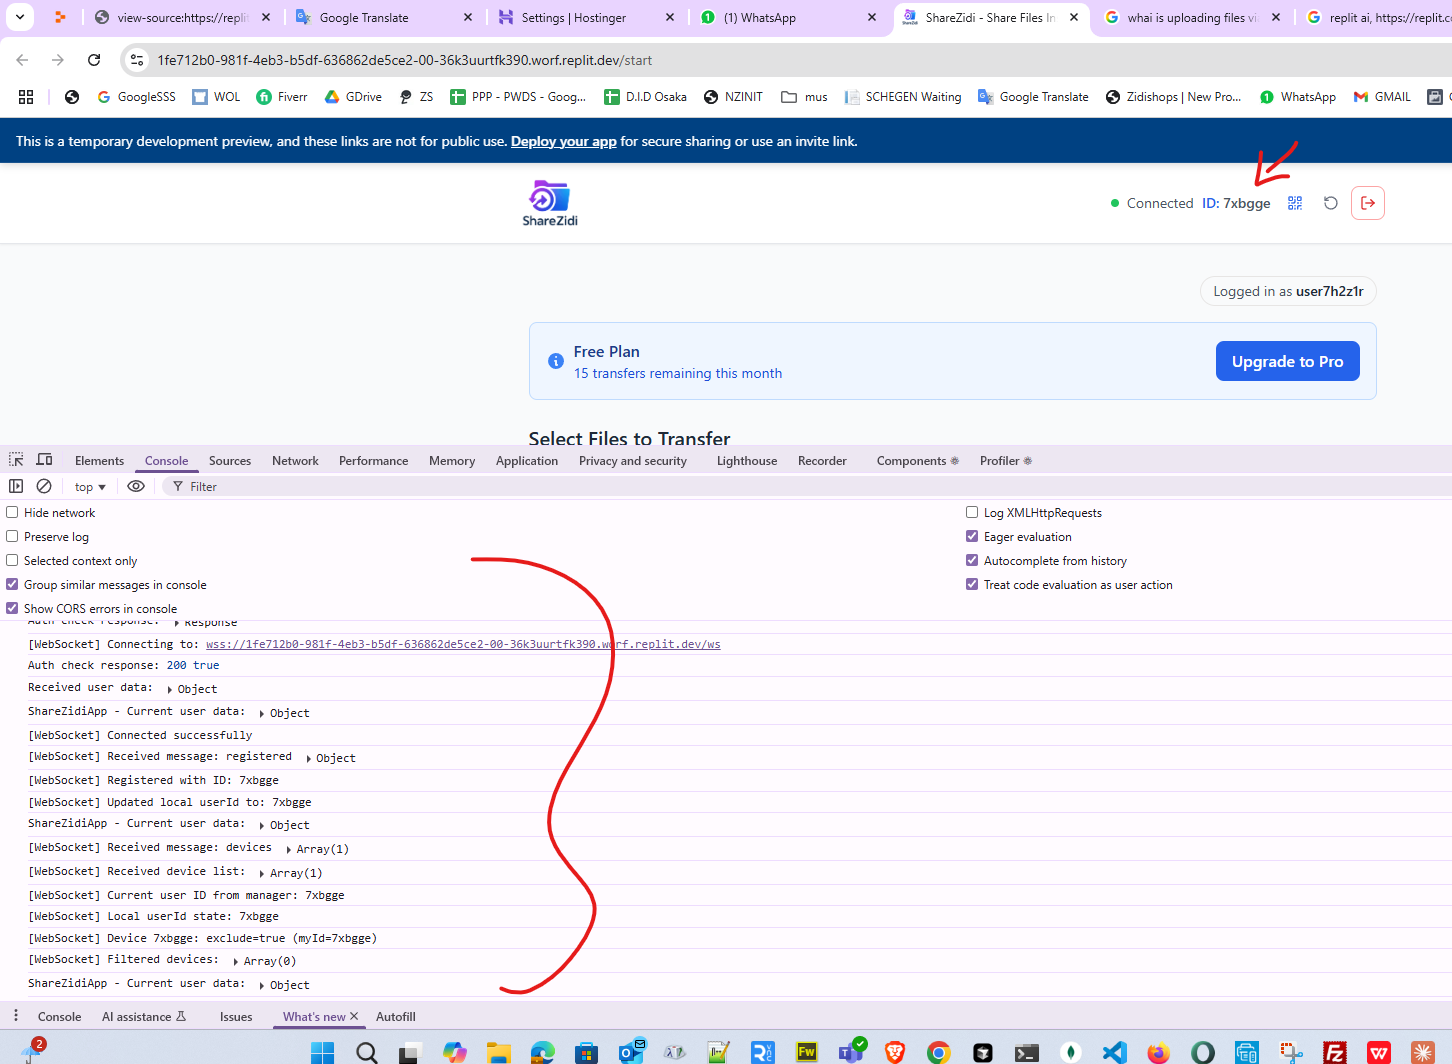 view-source:https://replit
Google Translate
Settings | Hostinger
(1) WhatsApp
ShareZidi - Share Files In
whai is uploading files vi
replit ai, https://replit.c
1fe712b0-981f-4eb3-b5df-636862de5ce2-00-36k3uurtfk390.worf.replit.dev/start
GoogleSSS
WOL
Fiverr
GDrive
ZS
PPP - PWDS - Goog...
D.I.D Osaka
NZINIT
mus
SCHEGEN Waiting
Google Translate
Zidishops | New Pro...
WhatsApp
GMAIL
This is a temporary development preview, and these links are not for public use. Deploy your app for secure sharing or use an invite link.
ShareZidi
Connected ID: 7xbgge
Logged in as user7h2z1r
Free Plan
15 transfers remaining this month
Upgrade to Pro
Select Files to Transfer
Elements Console Sources Network Performance Memory Application Privacy and security Lighthouse Recorder Components Profiler
top Filter
Hide network
Log XMLHttpRequests
Preserve log
Eager evaluation
Selected context only
Autocomplete from history
Group similar messages in console
Treat code evaluation as user action
Show CORS errors in console
Auth check response: Response
[WebSocket] Connecting to: wss://1fe712b0-981f-4eb3-b5df-636862de5ce2-00-36k3uurtfk390.worf.replit.dev/ws
Auth check response: 200 true
Received user data: Object
ShareZidiApp - Current user data: Object
[WebSocket] Connected successfully
[WebSocket] Received message: registered Object
[WebSocket] Registered with ID: 7xbgge
[WebSocket] Updated local userId to: 7xbgge
ShareZidiApp - Current user data: Object
[WebSocket] Received message: devices Array(1)
[WebSocket] Received device list: Array(1)
[WebSocket] Current user ID from manager: 7xbgge
[WebSocket] Local userId state: 7xbgge
[WebSocket] Device 7xbgge: exclude=true (myId=7xbgge)
[WebSocket] Filtered devices: Array(0)
ShareZidiApp - Current user data: Object
Console AI assistance Issues What's new Autofill
2
Fw